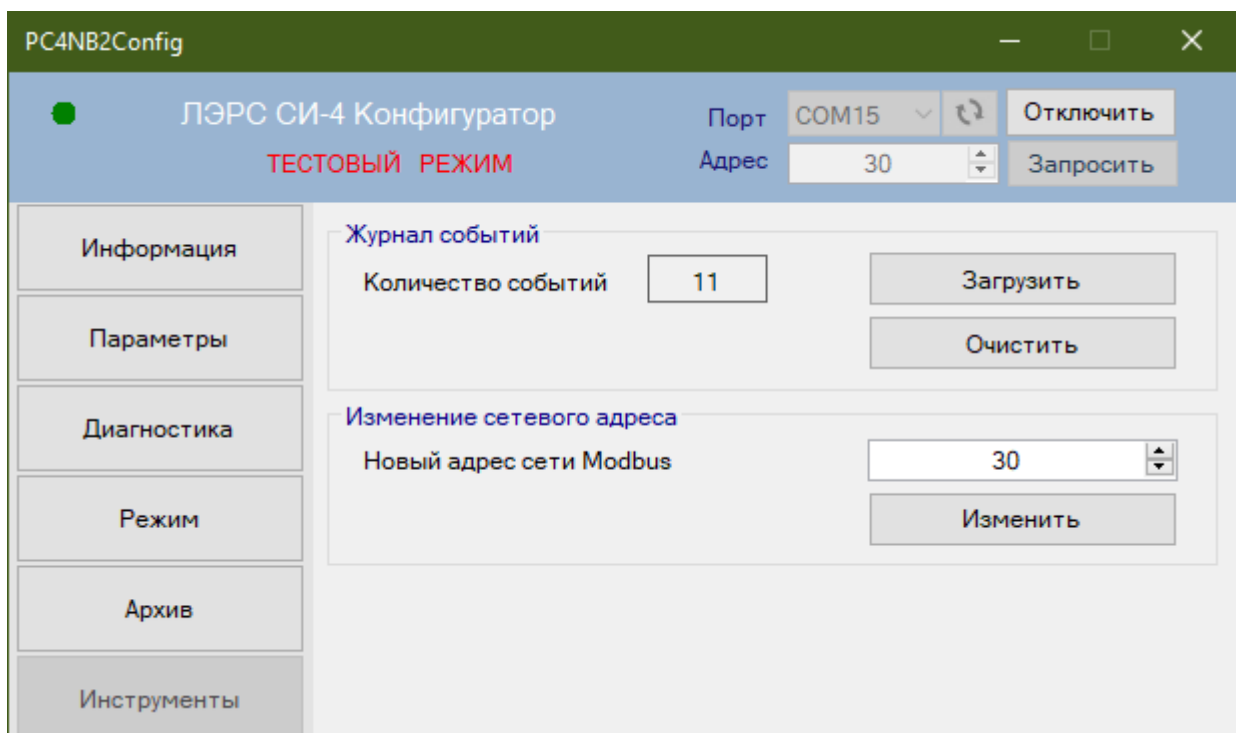 PC4NB2Config
ЛЭРС СИ-4 Конфигуратор
Порт
COM15
Отключить
ТЕСТОВЫЙ РЕЖИМ
Адрес
30
Запросить
Информация
Параметры
Диагностика
Режим
Архив
Инструменты
Журнал событий
Количество событий
11
Загрузить
Очистить
Изменение сетевого адреса
Новый адрес сети Modbus
30
Изменить